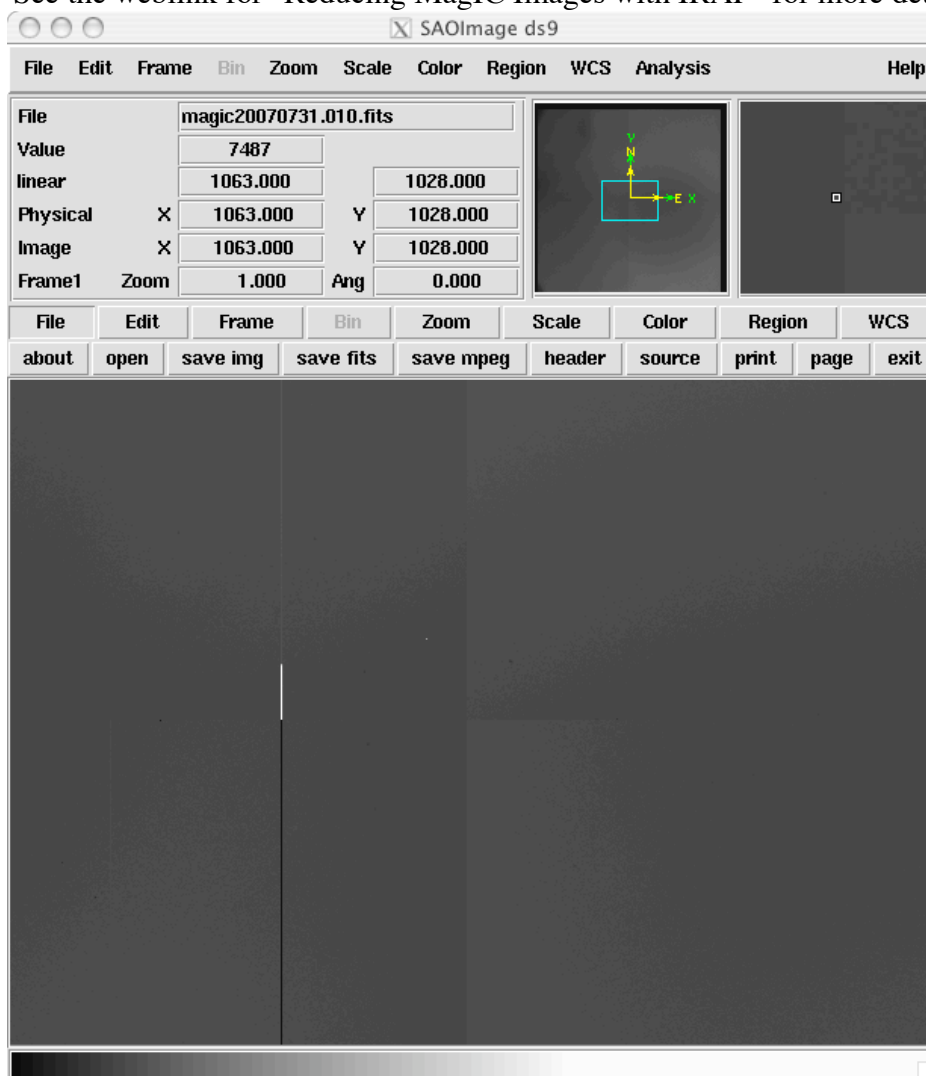 See the weblink for "Reducing MagIC Images with IRAF" for more det
X SAOImage ds9
File Edit Frame Bin Zoom Scale Color Region WCS Analysis Help
File magic20070731.010.fits
Value 7487
linear 1063.000 1028.000
Physical X 1063.000 Y 1028.000
Image X 1063.000 Y 1028.000
Frame1 Zoom 1.000 Ang 0.000
Y
N
E X
File Edit Frame Bin Zoom Scale Color Region WCS
about open save img save fits save mpeg header source print page exit